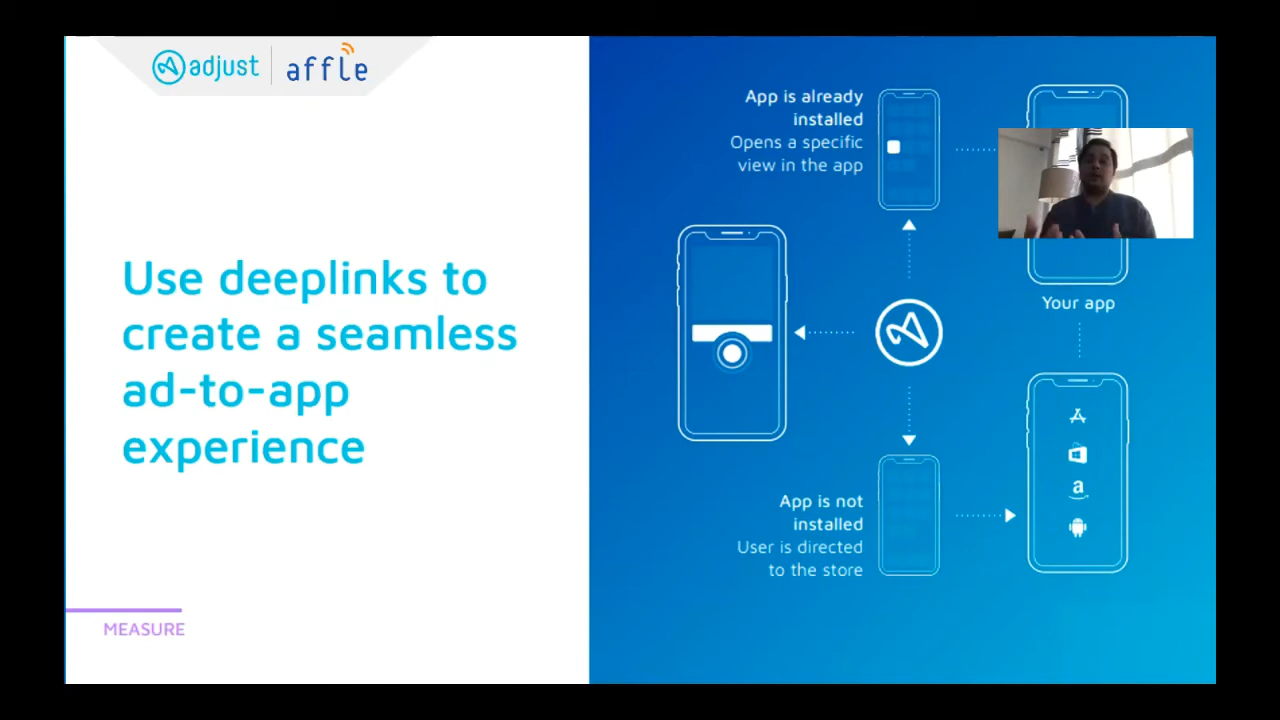 adjust
affle
Use deeplinks to
create a seamless
ad-to-app
experience
MEASURE
App is already
installed
Opens a specific
view in the app
Your app
App is not
installed
User is directed
to the store
a